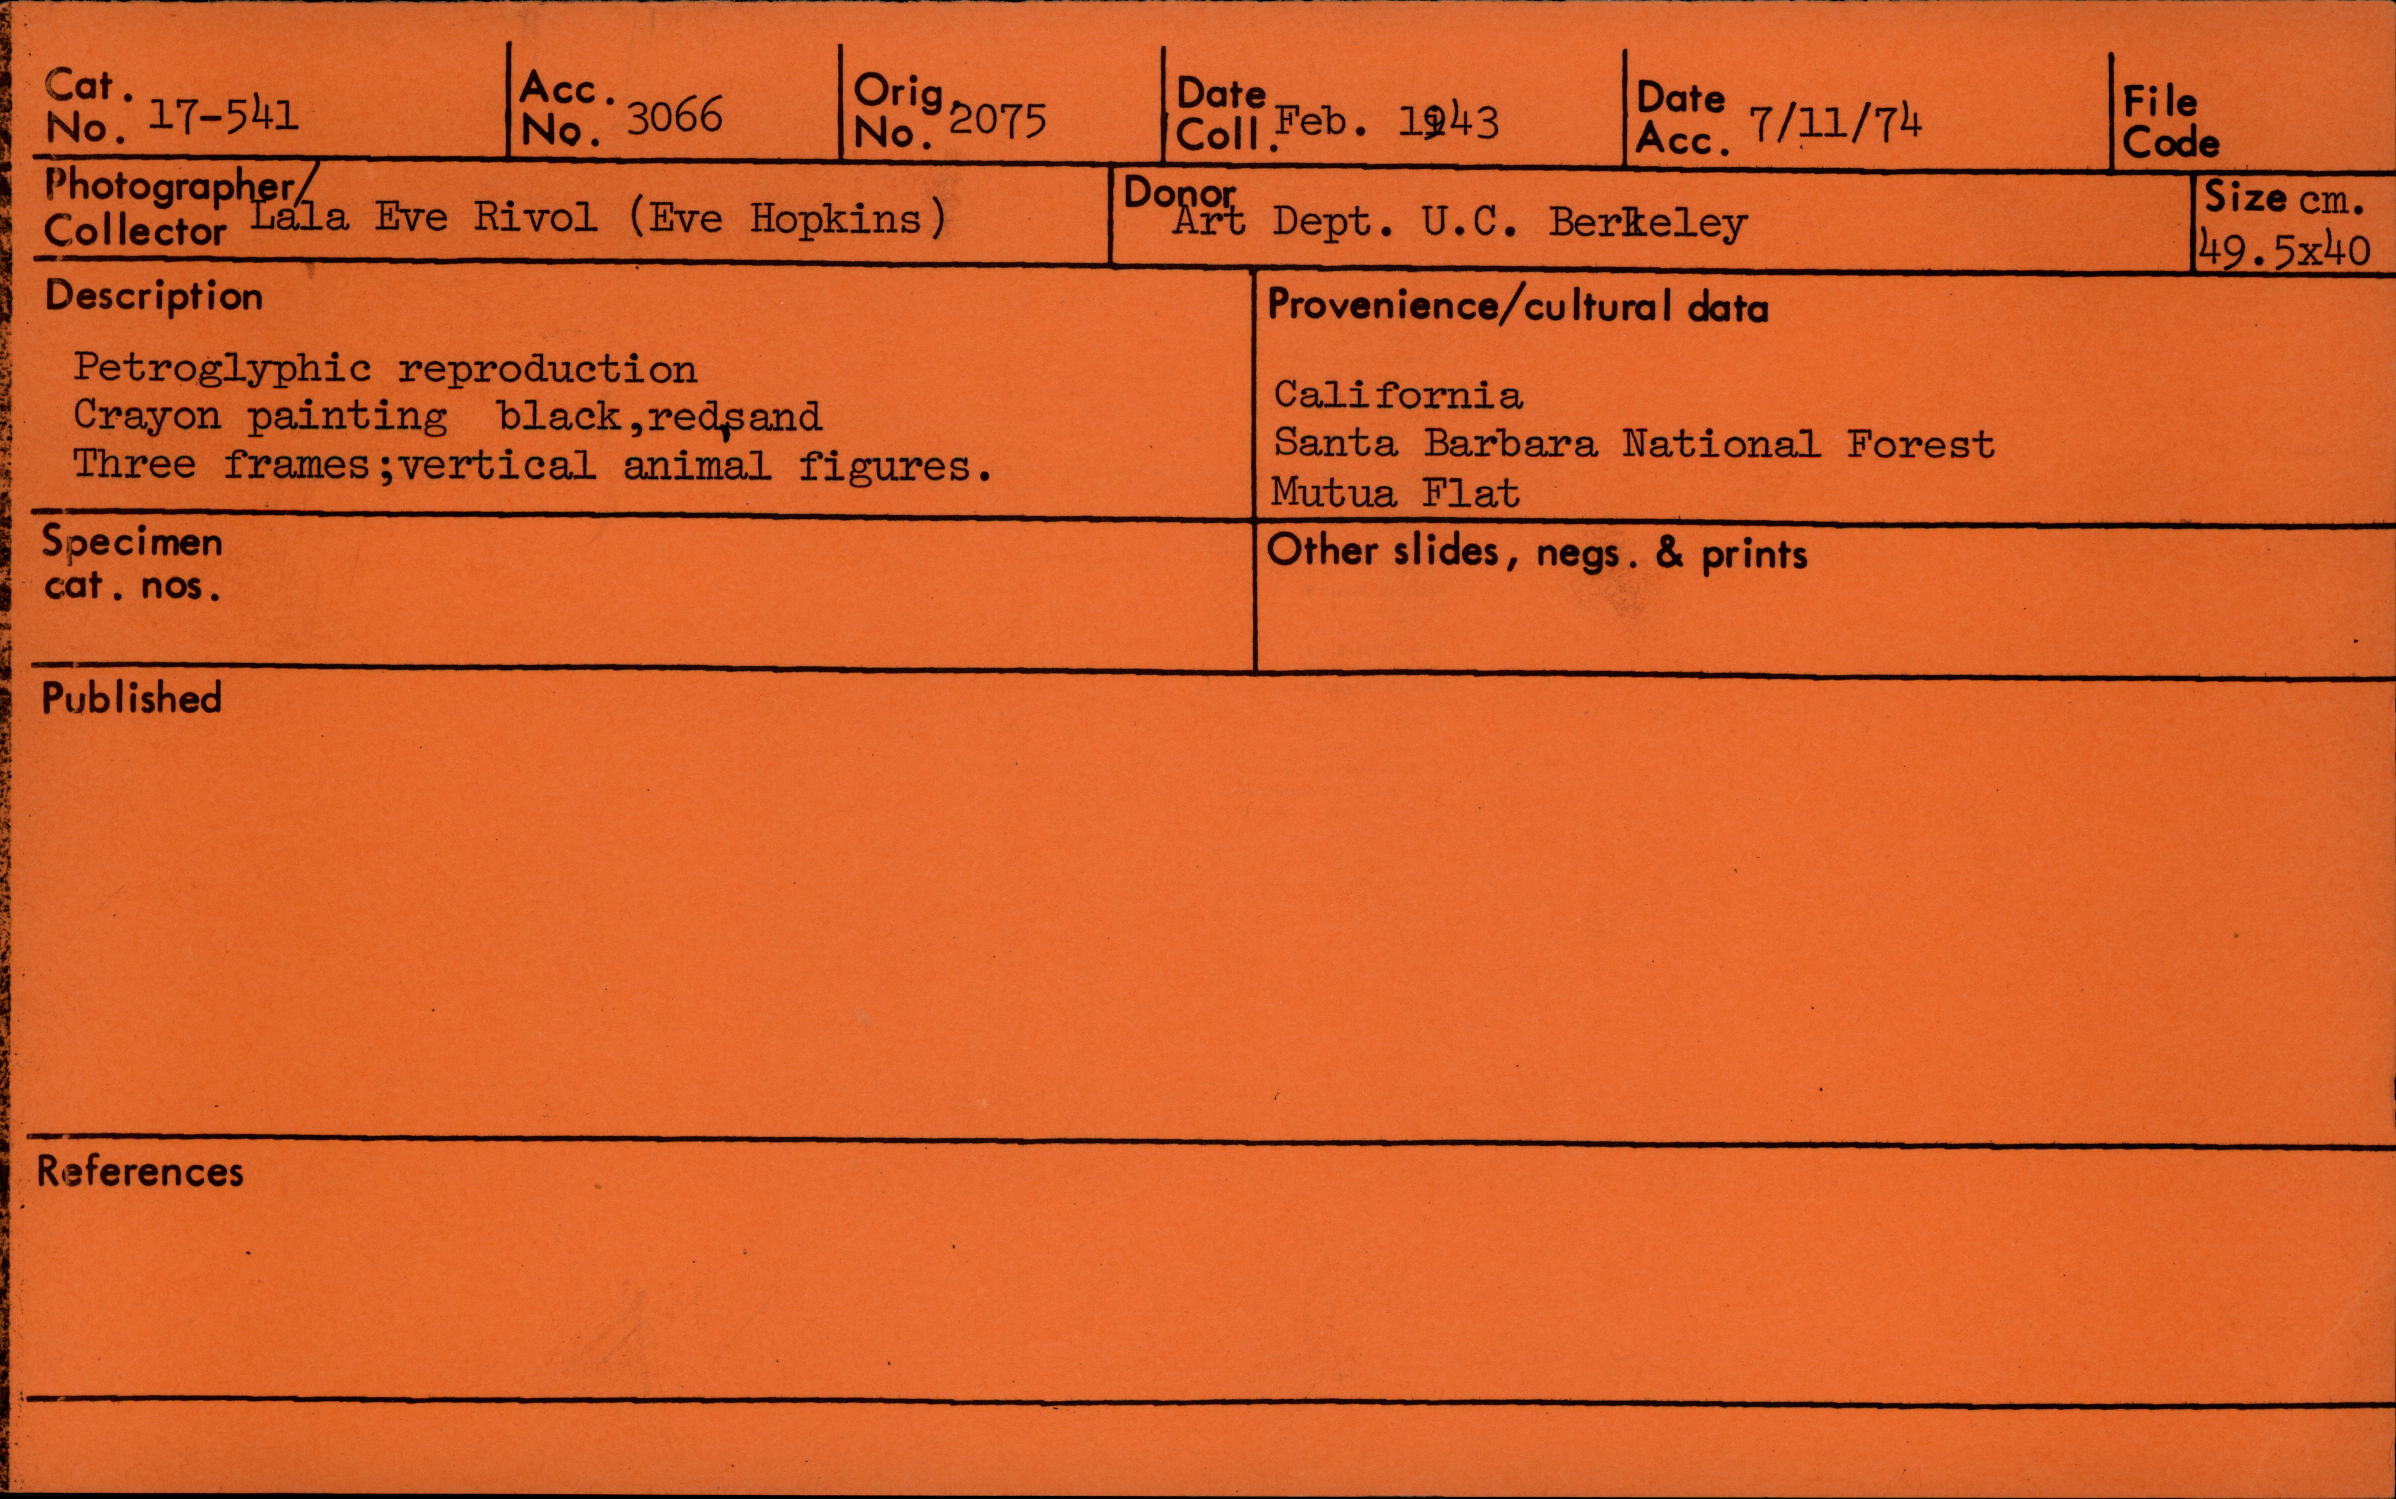 Cat. No. 17-541 Acc. No. 3066 Orig. No. 2075 Date Coll. Feb. 1943 Date Acc. 7/11/74 File Code
Photographer/ Collector Lala Eve Rivol (Eve Hopkins) Donor Art Dept. U.C. Berkeley Size cm. 49.5x40
Description
Petroglyphic reproduction
Crayon painting black,red,sand
Three frames;vertical animal figures.
Provenience/cultural data
California
Santa Barbara National Forest
Mutua Flat
Specimen
cat. nos.
Other slides, negs. & prints
Published
References